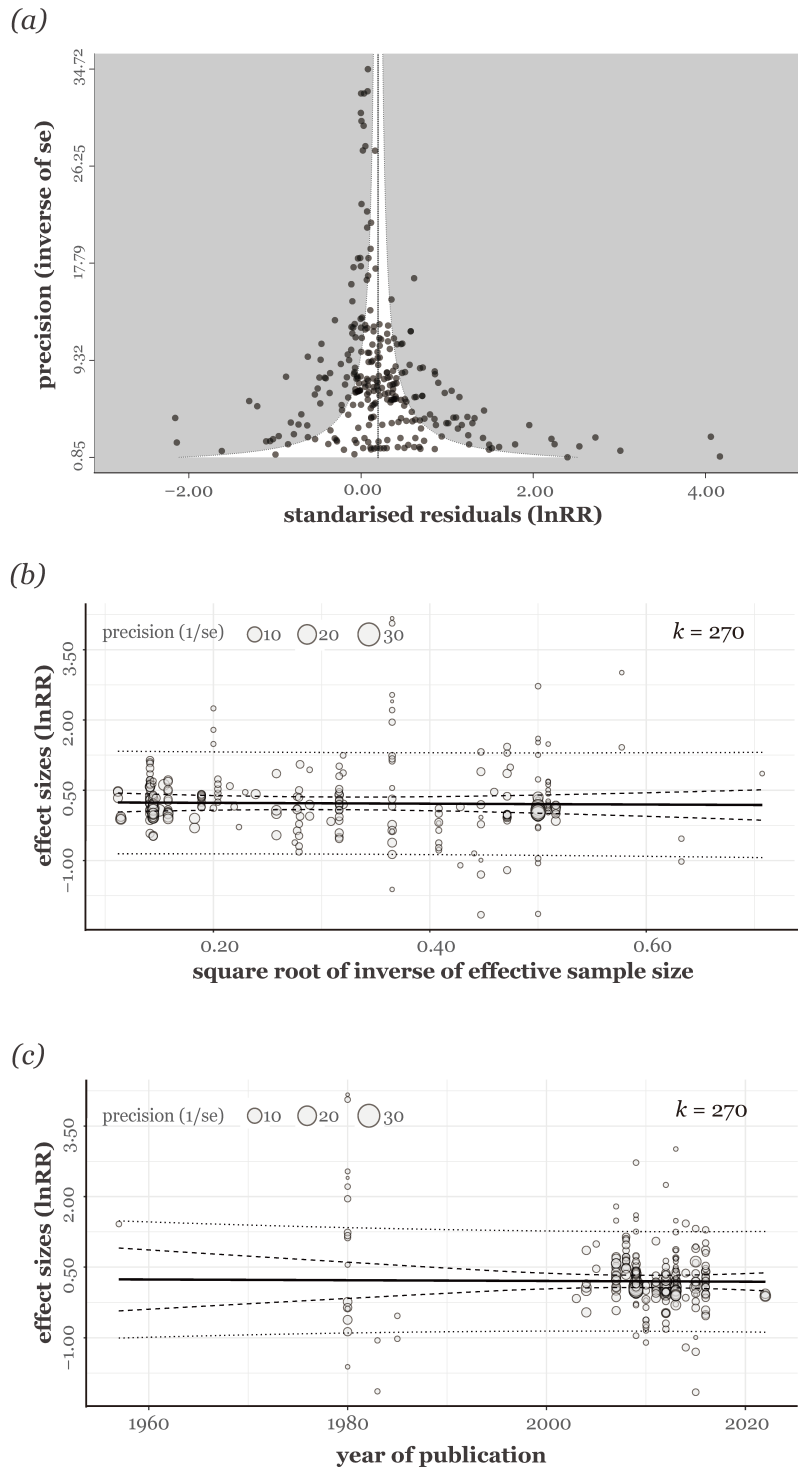 (a)
precision (inverse of se)
34.72
26.25
17.79
9.32
0.85
−2.00 0.00 2.00 4.00
standarised residuals (lnRR)
(b)
precision (1/se) 10 20 30
k = 270
effect sizes (lnRR)
3.50
2.00
0.50
−1.00
0.20 0.40 0.60
square root of inverse of effective sample size
(c)
precision (1/se) 10 20 30
k = 270
effect sizes (lnRR)
3.50
2.00
0.50
−1.00
1960 1980 2000 2020
year of publication